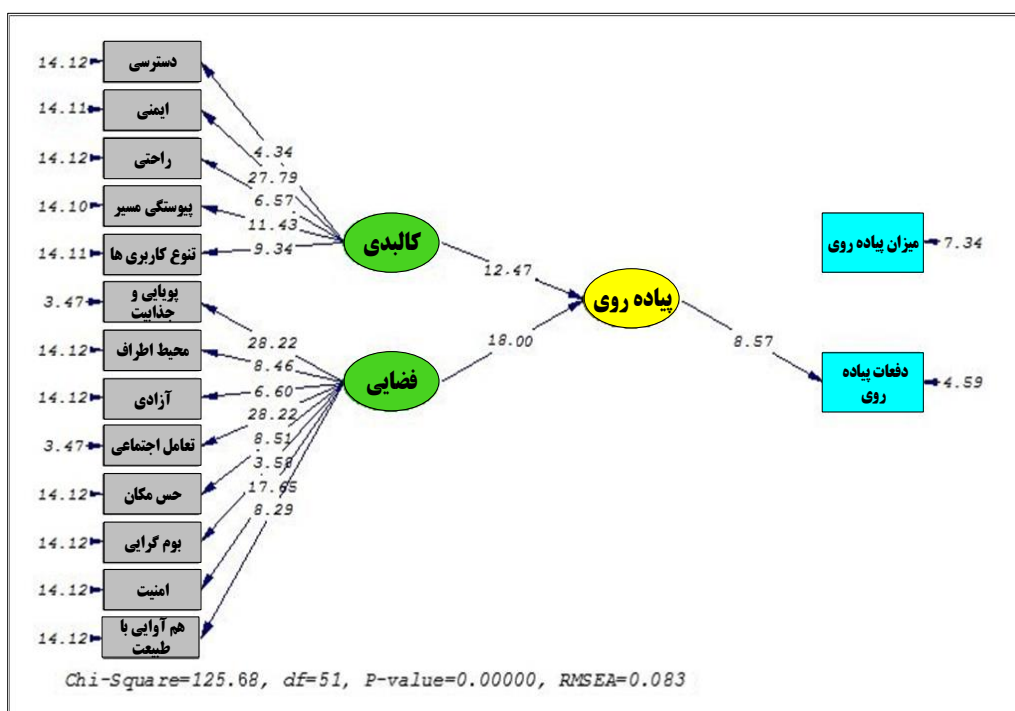 14.12
دسترسی
14.11
ایمنی
14.12
راحتی
14.10
پیوستگی مسیر
14.11
تنوع کاربری ها
3.47
پویایی و
جذابیت
14.12
محیط اطراف
14.12
آزادی
3.47
تعامل اجتماعی
14.12
حس مکان
14.12
بوم گرایی
14.12
امنیت
14.12
هم آوایی با
طبیعت
4.34
27.79
6.57
11.43
9.34
28.22
8.46
6.60
28.22
8.51
3.58
17.65
8.29
کالبدی
فضایی
12.47
18.00
پیاده روی
8.57
میزان پیاده روی
7.34
دفعات پیاده
روی
4.59
Chi-Square=125.68, df=51, P-value=0.00000, RMSEA=0.083